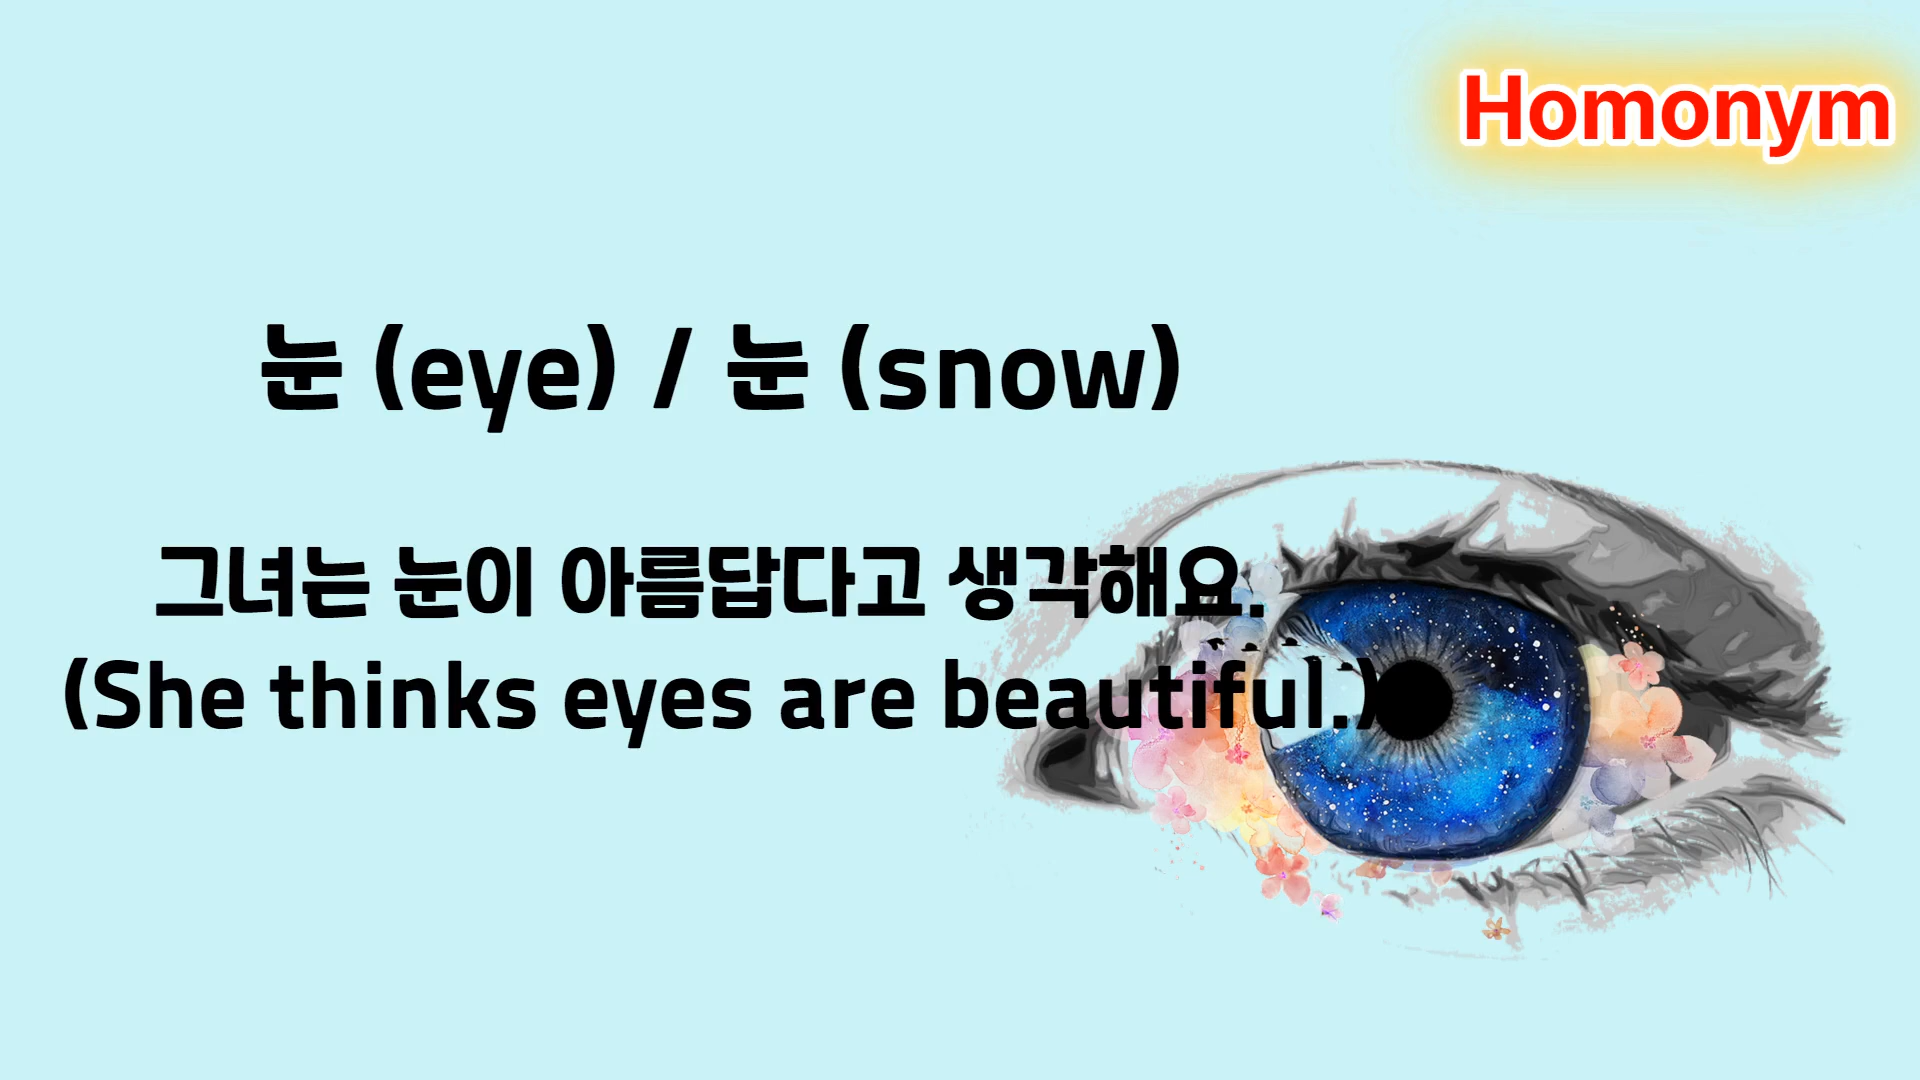 Homonym
눈 (eye) / 눈 (snow)
그녀는 눈이 아름답다고 생각해요.
(She thinks eyes are beautiful.)